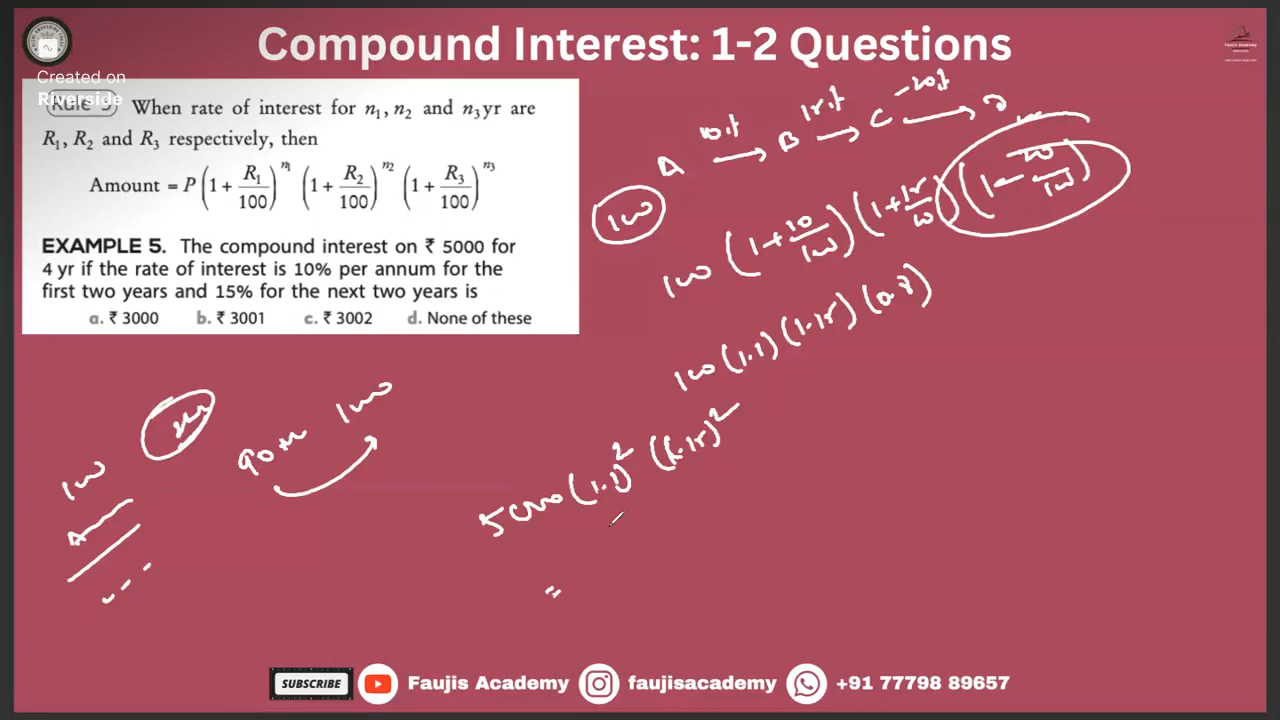 Compound Interest: 1-2 Questions
Created on
Riverside
Faujis Academy
Rule 5 When rate of interest for n₁, n₂ and n₃ yr are
R₁, R₂ and R₃ respectively, then
Amount = P (1 + R₁/100)^n₁ (1 + R₂/100)^n₂ (1 + R₃/100)^n₃
EXAMPLE 5. The compound interest on ₹ 5000 for
4 yr if the rate of interest is 10% per annum for the
first two years and 15% for the next two years is
a. ₹ 3000 b. ₹ 3001 c. ₹ 3002 d. None of these
10% 15% -20%
A → B → C →
100
100 (1 + 10/100) (1 + 15/100) (1 - 20/100)
100 (1.1) (1.15) (0.8)
90 100
100
5000 (1.1)² (1.15)²
=
SUBSCRIBE Faujis Academy faujisacademy +91 77798 89657